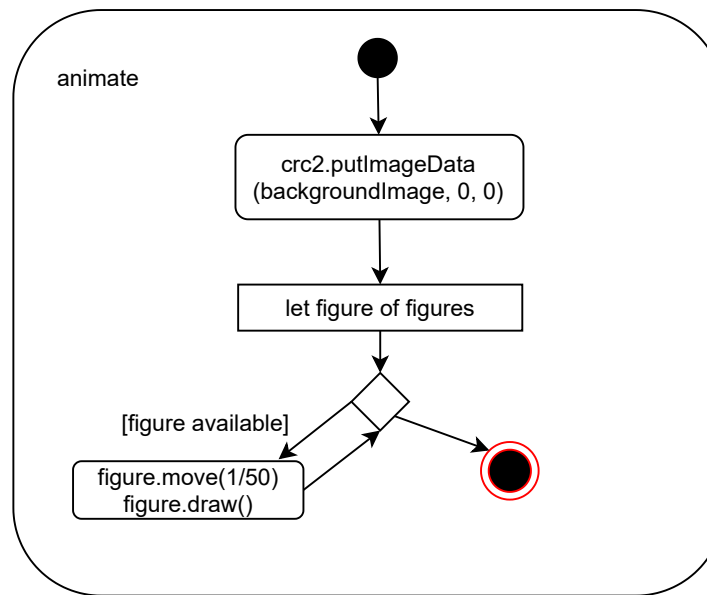 animate
crc2.putImageData
(backgroundImage, 0, 0)
let figure of figures
[figure available]
figure.move(1/50)
figure.draw()